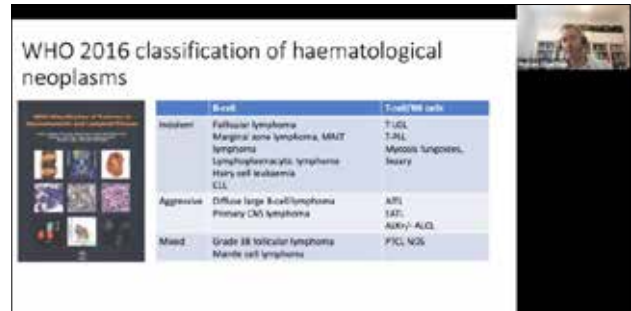 WHO 2016 classification of haematological
neoplasms
B-cell
T-cell/NK cells
Indolent
Follicular lymphoma
Marginal zone lymphoma, MALT
lymphoma
Lymphoplasmacytic lymphoma
Hairy cell leukaemia
CLL
T-LGL
T-PLL
Mycosis fungoides,
Sezary
Aggressive
Diffuse large B-cell lymphoma
Primary CNS lymphoma
AITL
EATL
ALK+/- ALCL
Mixed
Grade 3B follicular lymphoma
Mantle cell lymphoma
PTCL NOS